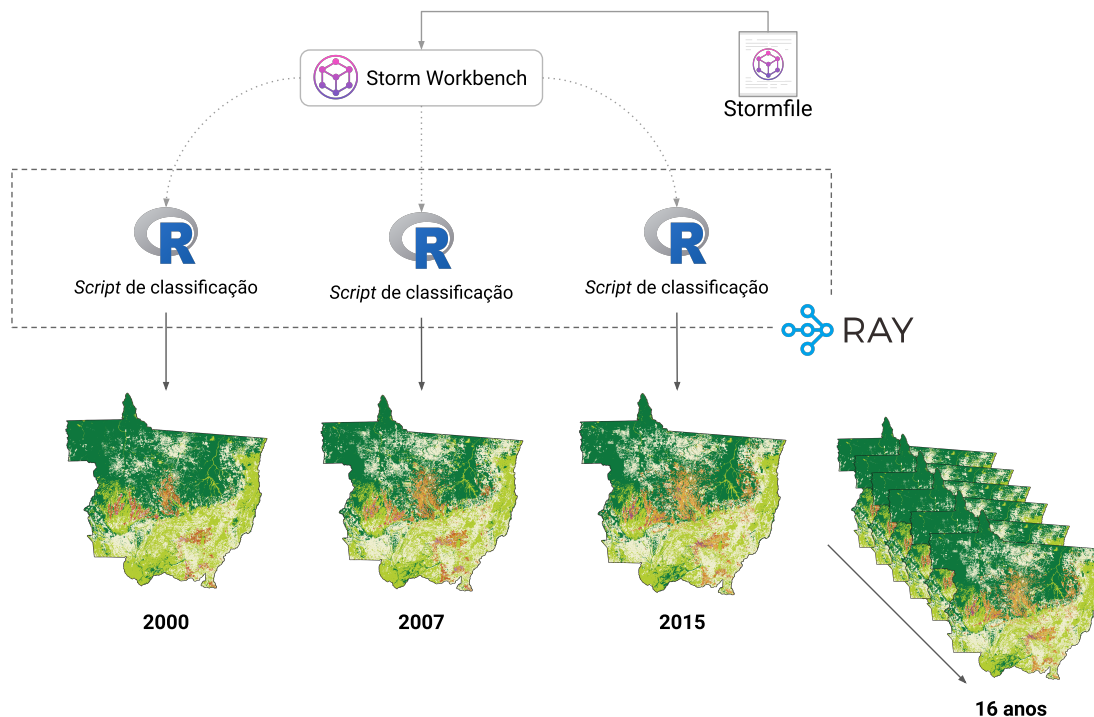 Storm Workbench
Stormfile
R
R
R
Script de classificação
Script de classificação
Script de classificação
RAY
2000
2007
2015
16 anos